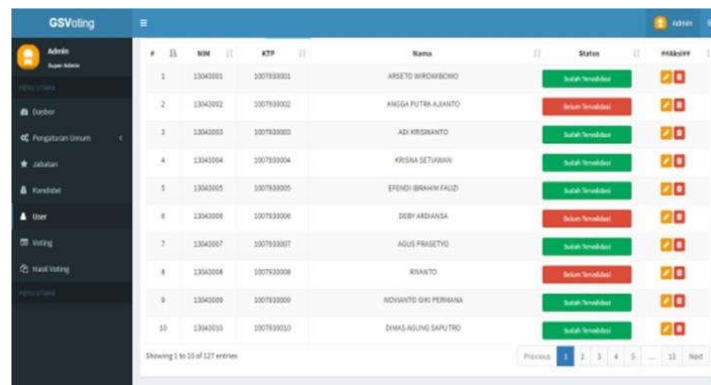 GSVoting
Admin
Admin
Super Admin
MENU UTAMA
Dasbor
Pengaturan Umum
Jabatan
Kandidat
User
Voting
Hasil Voting
MENU UTAMA
# NIM KTP Nama Status ##Aksi##
1 13043001 1007933001 Sudah Tervalidasi
2 13043002 1007933002 ANGGA PUTRA Belum Tervalidasi
3 13043003 1007933003 ADI KRISWANTO Sudah Tervalidasi
4 13043004 1007933004 KRISNA SETIAWAN Sudah Tervalidasi
5 13043005 1007933005 EFENDI IBRAHIM FAUZI Sudah Tervalidasi
6 13043006 1007933006 DEBY ARDIANSA Belum Tervalidasi
7 13043007 1007933007 AGUS PRASETYO Sudah Tervalidasi
8 13043008 1007933008 RIYANTO Belum Tervalidasi
9 13043009 1007933009 NOVIANTO GIKI PERMANA Sudah Tervalidasi
10 13043010 1007933010 DIMAS AGUNG SAPUTRO Sudah Tervalidasi
Showing 1 to 10 of 127 entries
Previous 1 2 3 4 5 ... 13 Next